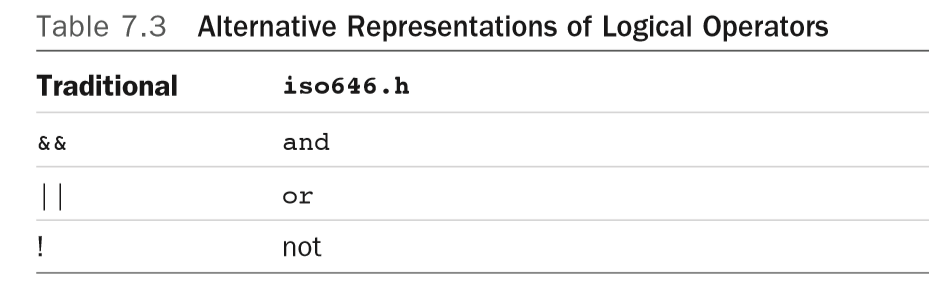 Table 7.3 Alternative Representations of Logical Operators
Traditional iso646.h
&& and
|| or
! not